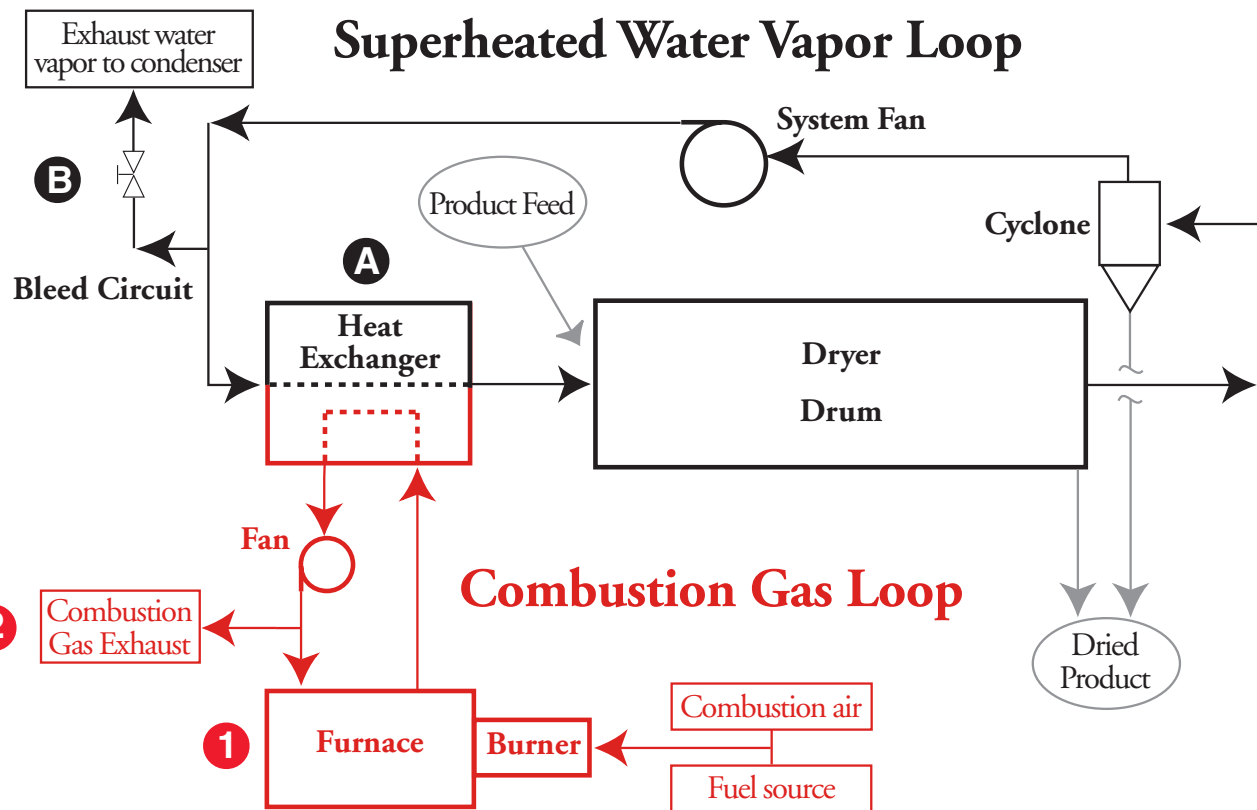 Exhaust water
vapor to condenser
Superheated Water Vapor Loop
System Fan
B
Product Feed
Cyclone
A
Bleed Circuit
Heat
Exchanger
Dryer
Drum
Fan
Combustion Gas Loop
2
Combustion
Gas Exhaust
Dried
Product
1
Furnace
Burner
Combustion air
Fuel source